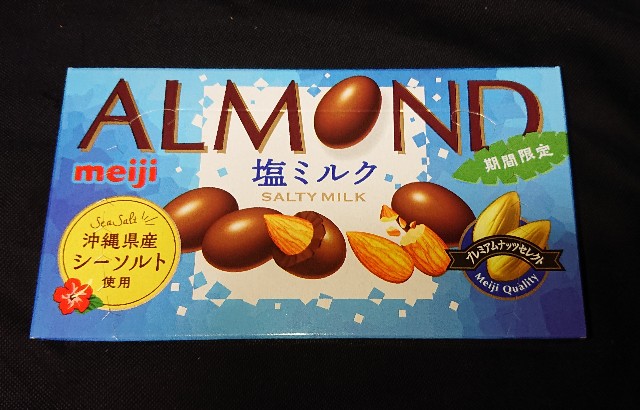 ALMOND
meiji
塩ミルク
SALTY MILK
期間限定
Sea Salt
沖縄県産
シーソルト
使用
プレミアムナッツセレクト
Meiji Quality